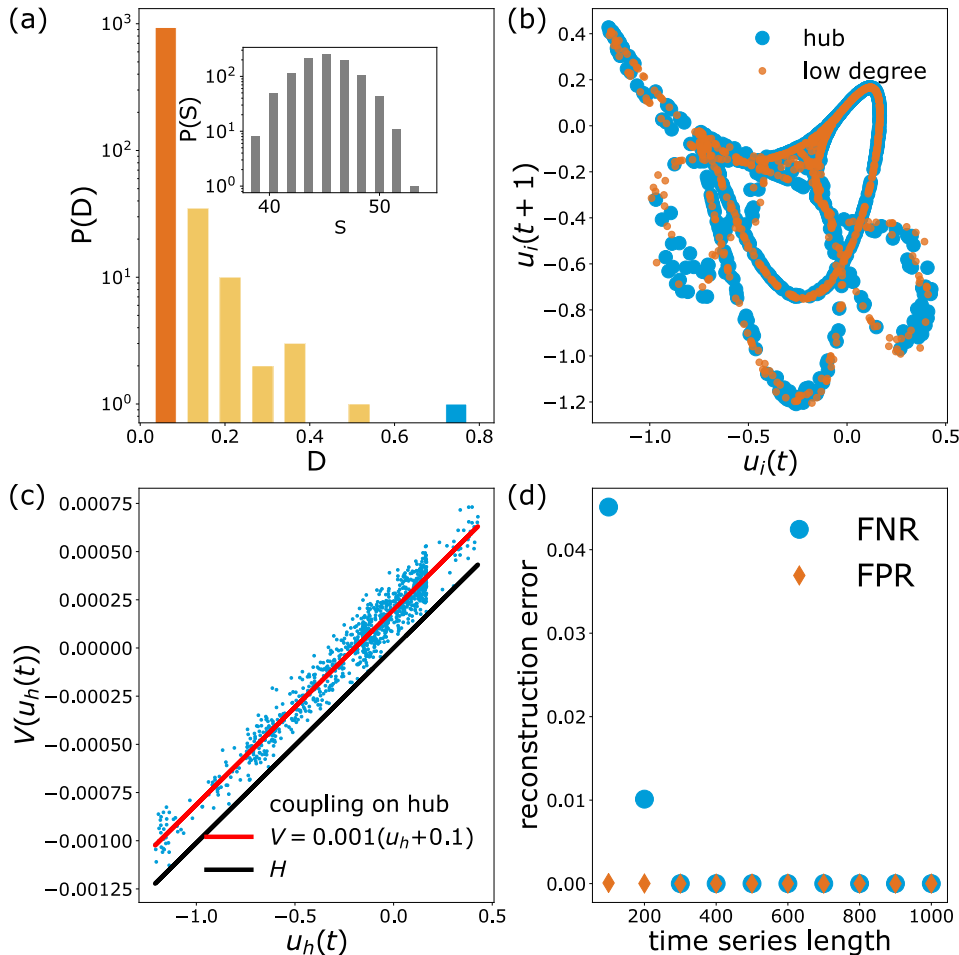 (a)
10³
10²
10¹
10⁰
P(D)
0.0
0.2
0.4
0.6
0.8
D
10²
10¹
10⁰
P(S)
40
50
S
(b)
hub
low degree
0.4
0.2
0.0
−0.2
−0.4
−0.6
−0.8
−1.0
−1.2
u_i(t + 1)
−1.0
−0.5
0.0
0.5
u_i(t)
(c)
0.00075
0.00050
0.00025
0.00000
−0.00025
−0.00050
−0.00075
−0.00100
−0.00125
V(u_h(t))
coupling on hub
V = 0.001(u_h+0.1)
H
−1.0
−0.5
0.0
0.5
u_h(t)
(d)
FNR
FPR
0.04
0.03
0.02
0.01
0.00
reconstruction error
200
400
600
800
1000
time series length